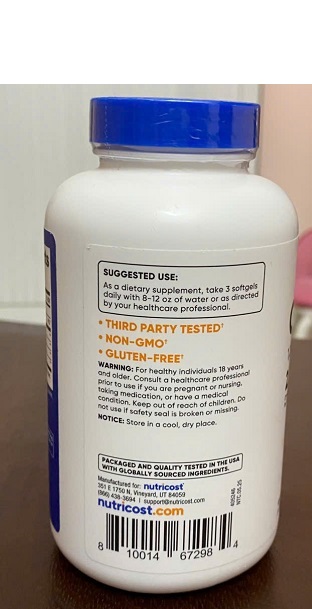 SUGGESTED USE:
As a dietary supplement, take 3 softgels
daily with 8-12 oz of water or as directed
by your healthcare professional.
• THIRD PARTY TESTED†
• NON-GMO†
• GLUTEN-FREE†
WARNING: For healthy individuals 18 years
and older. Consult a healthcare professional
prior to use if you are pregnant or nursing,
taking medication, or have a medical
condition. Keep out of reach of children. Do
not use if safety seal is broken or missing.
NOTICE: Store in a cool, dry place.
PACKAGED AND QUALITY TESTED IN THE USA
WITH GLOBALLY SOURCED INGREDIENTS.
Manufactured for: nutricost®
351 E 1750 N, Vineyard, UT 84059
(866) 438-3694 | support@nutricost.com
nutricost.com
8 10014 67298 4